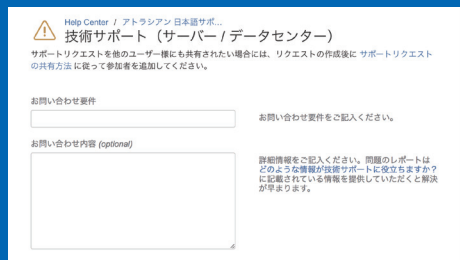 Help Center / アトラシアン 日本語サポ...
技術サポート（サーバー / データセンター）
サポートリクエストを他のユーザー様にも共有されたい場合には、リクエストの作成後に サポートリクエスト
の共有方法 に従って参加者を追加してください。
お問い合わせ要件
お問い合わせ要件をご記入ください。
お問い合わせ内容 (optional)
詳細情報をご記入ください。問題のレポートは
どのような情報が技術サポートに役立ちますか？
に記載されている情報を提供していただくと解決
が早まります。